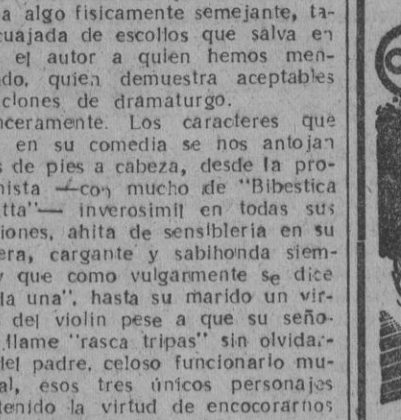 a algo físicamente semejante, ta-
cuajada de escollos que salva en
el autor a quien hemos men-
do, quien demuestra aceptables
ciones de dramaturgo.
nceramente. Los caracteres que
en su comedia se nos antojan
s de pies a cabeza, desde la pro-
nista —con mucho de "Bibestica
tta"— inverosimil en todas sus
iones, ahita de sensiblería en su
era, cargante y sabihonda siem-
y que como vulgarmente se dice
la una", hasta su marido un vir-
del violin pese a que su seño-
llame "rasca tripas" sin olvidar-
del padre, celoso funcionario mu-
al, esos tres únicos personajes
tenido la virtud de encocorarnos